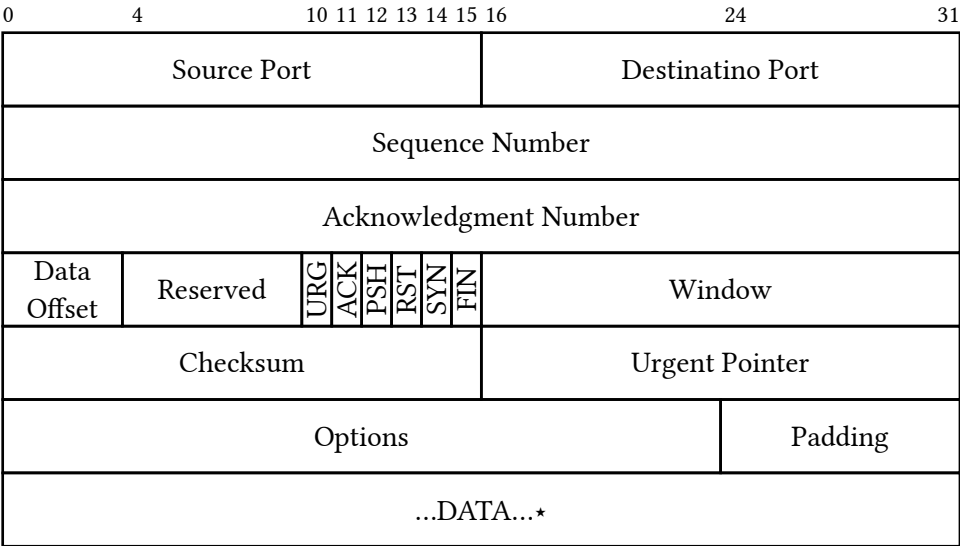 0 4 10 11 12 13 14 15 16 24 31
Source Port Destinatino Port
Sequence Number
Acknowledgment Number
Data
Offset
Reserved URG ACK PSH RST SYN FIN Window
Checksum Urgent Pointer
Options Padding
...DATA...⋆